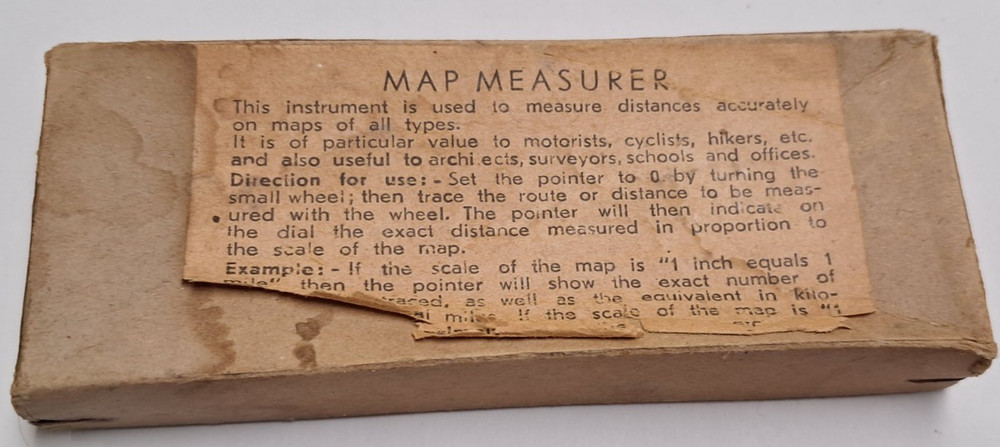 MAP MEASURER
This instrument is used to measure distances accurately
on maps of all types.
It is of particular value to motorists, cyclists, hikers, etc.
and also useful to archi ects, surveyors, schools and offices.
Direction for use: - Set the pointer to 0 by turning the
small wheel; then trace the route or distance to be meas-
ured with the wheel. The pointer will then indicate on
the dial the exact distance measured in proportion to
the scale of the map.
Example: - If the scale of the map is "1 inch equals 1
mile" then the pointer will show the exact number of
traced, as well as the equivalent in kilo-
miles. If the scale of the map is "1